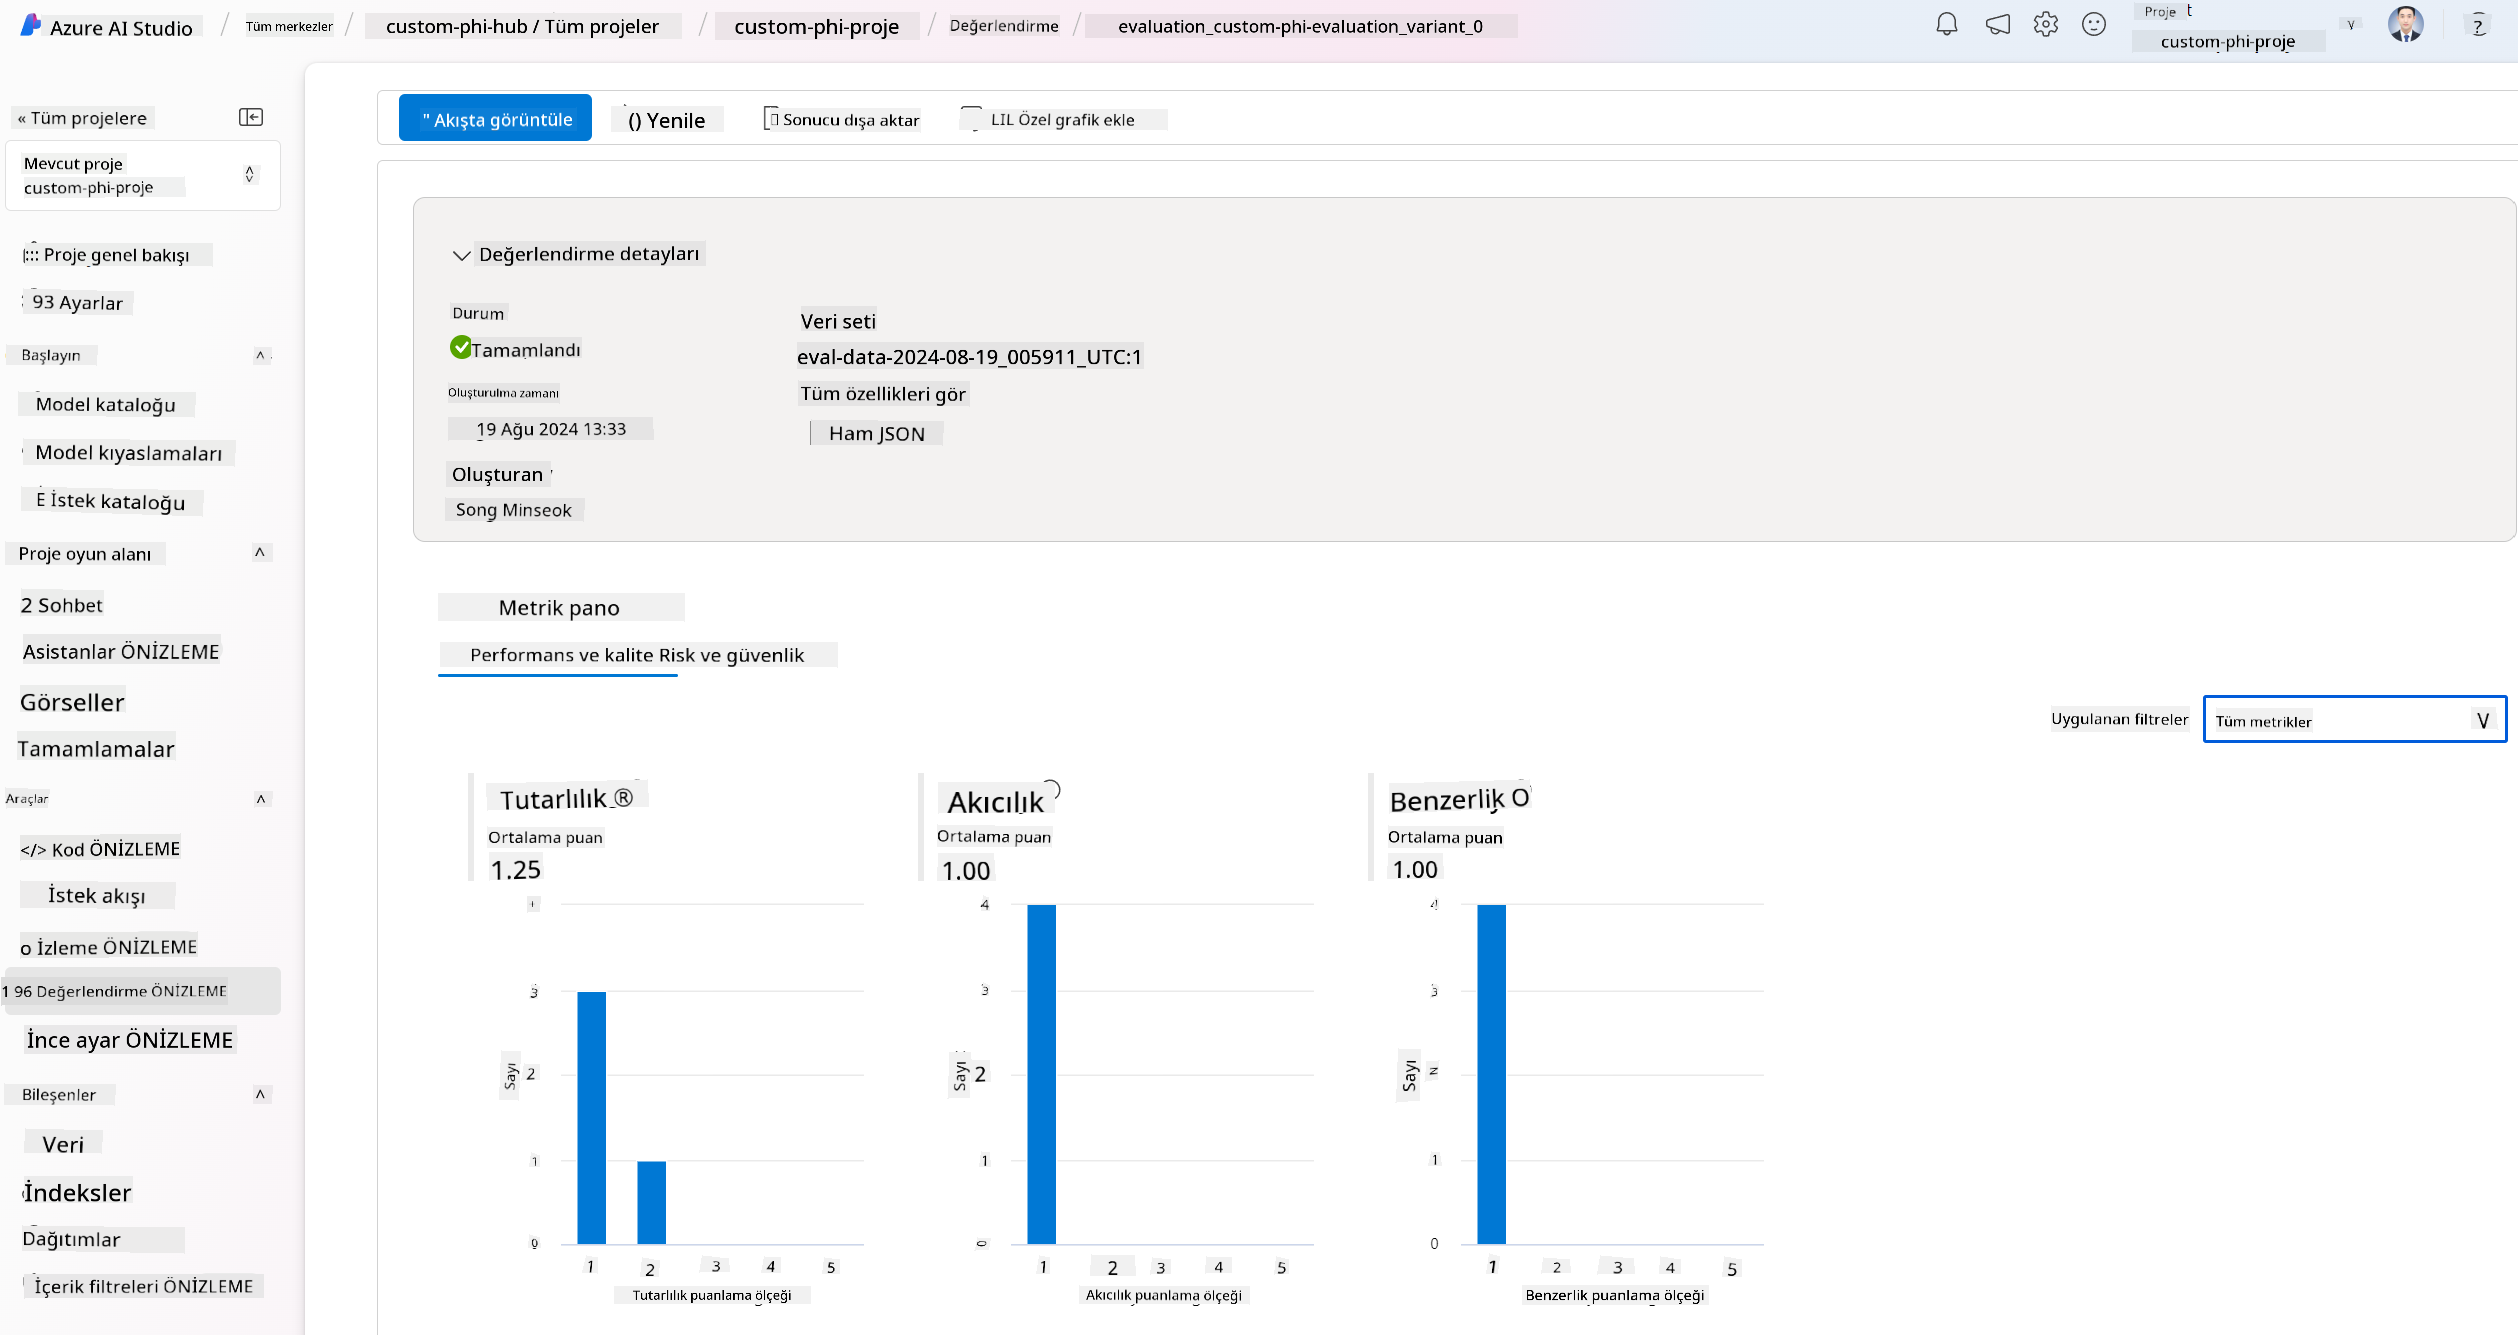 Azure AI Studio / Tüm merkezler / custom-phi-hub / Tüm projeler / custom-phi-proje / Değerlendirme / evaluation_custom-phi-evaluation_variant_0
Proje
custom-phi-proje
?
« Tüm projelere
Mevcut proje
custom-phi-proje
Proje genel bakışı
93 Ayarlar
Başlayın
Model kataloğu
Model kıyaslamaları
E İstek kataloğu
Proje oyun alanı
2 Sohbet
Asistanlar ÖNİZLEME
Görseller
Tamamlamalar
Araçlar
</> Kod ÖNİZLEME
İstek akışı
o İzleme ÖNİZLEME
1 96 Değerlendirme ÖNİZLEME
İnce ayar ÖNİZLEME
Bileşenler
Veri
İndeksler
Dağıtımlar
İçerik filtreleri ÖNİZLEME
" Akışta görüntüle
() Yenile
Sonucu dışa aktar
LIL Özel grafik ekle
Değerlendirme detayları
Durum
Tamamlandı
Oluşturulma zamanı
19 Ağu 2024 13:33
Oluşturan
Song Minseok
Veri seti
eval-data-2024-08-19_005911_UTC:1
Tüm özellikleri gör
Ham JSON
Metrik pano
Performans ve kalite Risk ve güvenlik
Uygulanan filtreler
Tüm metrikler V
Tutarlılık ®
Ortalama puan
1.25
3
Sayı 2
1
0
1 2 3 4 5
Tutarlılık puanlama ölçeği
Akıcılık
Ortalama puan
1.00
4
3
Sayı 2
1
0
1 2 3 4 5
Akıcılık puanlama ölçeği
Benzerlik O
Ortalama puan
1.00
4
3
Sayı
1
0
1 2 3 4 5
Benzerlik puanlama ölçeği